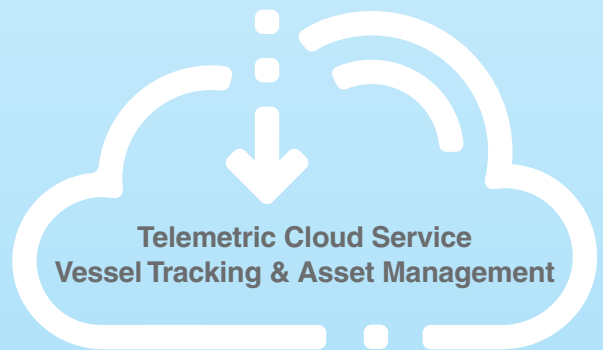 Telemetric Cloud Service
Vessel Tracking & Asset Management